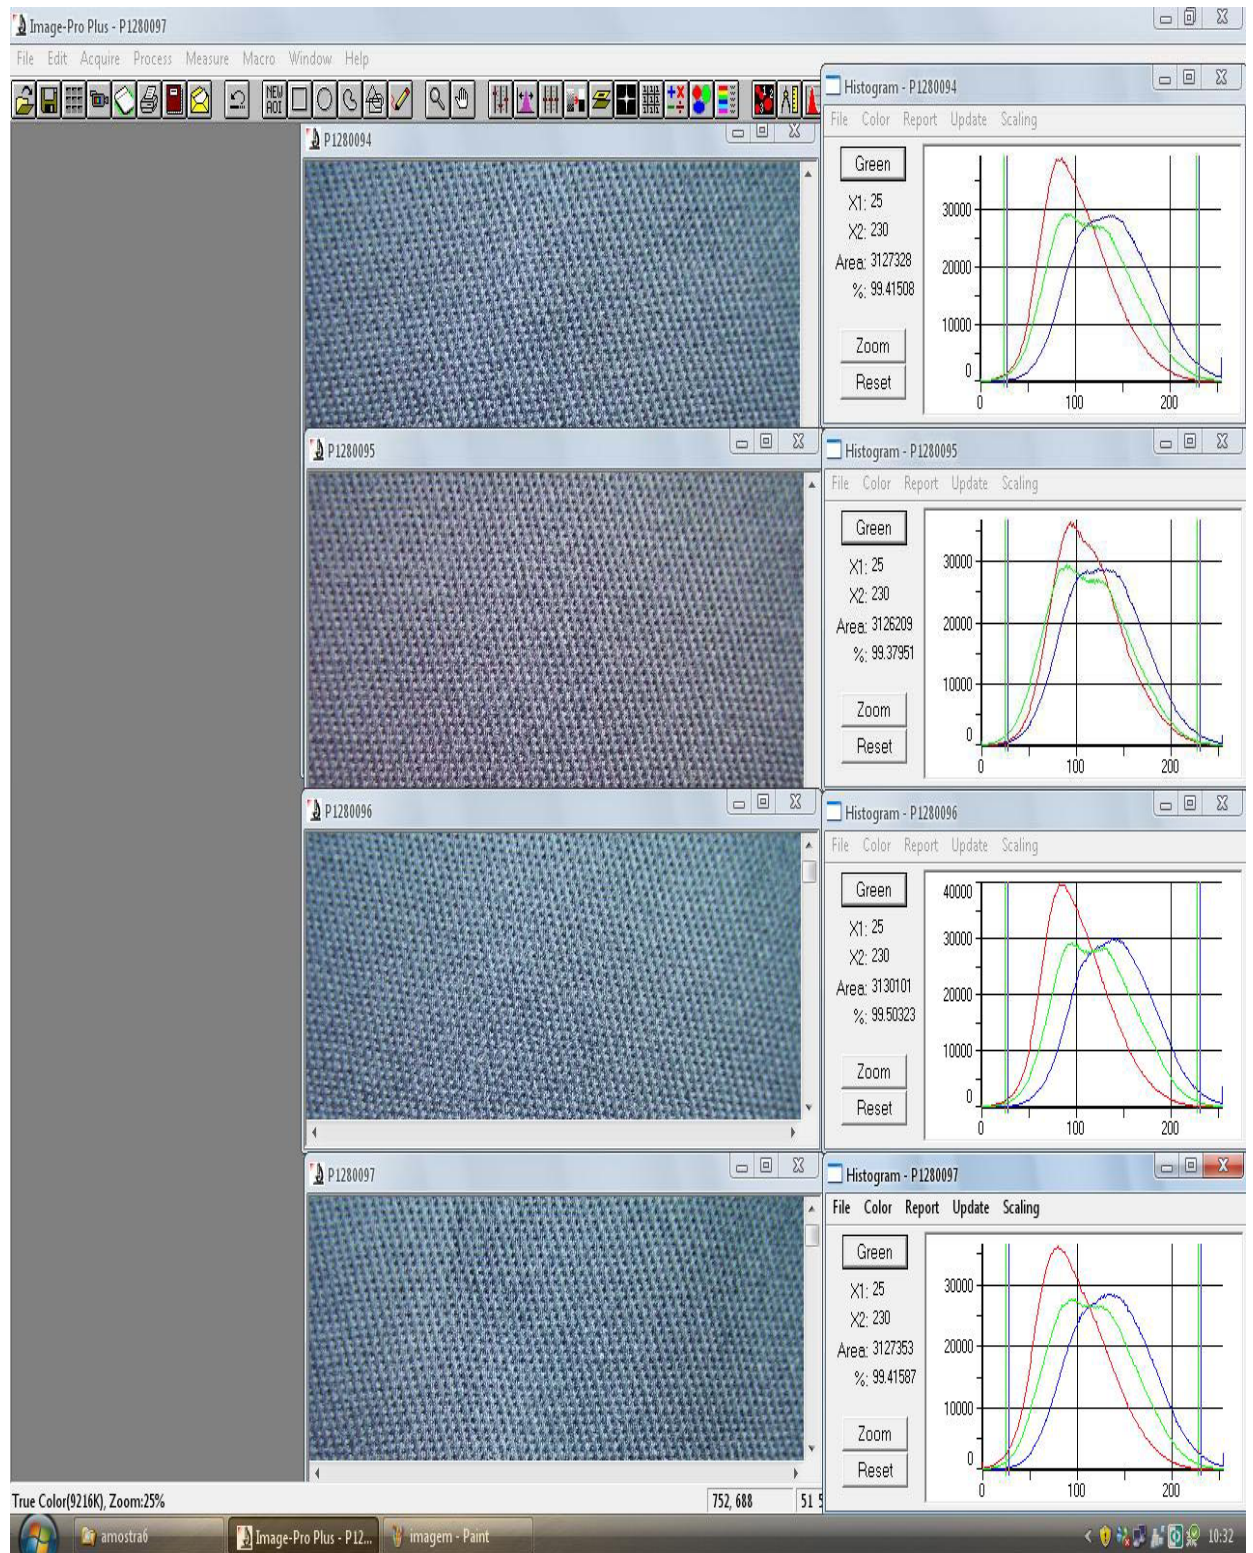 Image-Pro Plus - P1280097
File Edit Acquire Process Measure Macro Window Help
NEW AOI
P1280094
Histogram - P1280094
File Color Report Update Scaling
Green
X1: 25
X2: 230
Area: 3127328
%: 99.41508
Zoom
Reset
30000
20000
10000
0
0 100 200
P1280095
Histogram - P1280095
File Color Report Update Scaling
Green
X1: 25
X2: 230
Area: 3126209
%: 99.37951
Zoom
Reset
30000
20000
10000
0
0 100 200
P1280096
Histogram - P1280096
File Color Report Update Scaling
Green
X1: 25
X2: 230
Area: 3130101
%: 99.50323
Zoom
Reset
40000
30000
20000
10000
0
0 100 200
P1280097
Histogram - P1280097
File Color Report Update Scaling
Green
X1: 25
X2: 230
Area: 3127353
%: 99.41587
Zoom
Reset
30000
20000
10000
0
0 100 200
True Color(9216K), Zoom:25% 752, 688 51
amostra6 Image-Pro Plus - P12... imagem - Paint 10:32